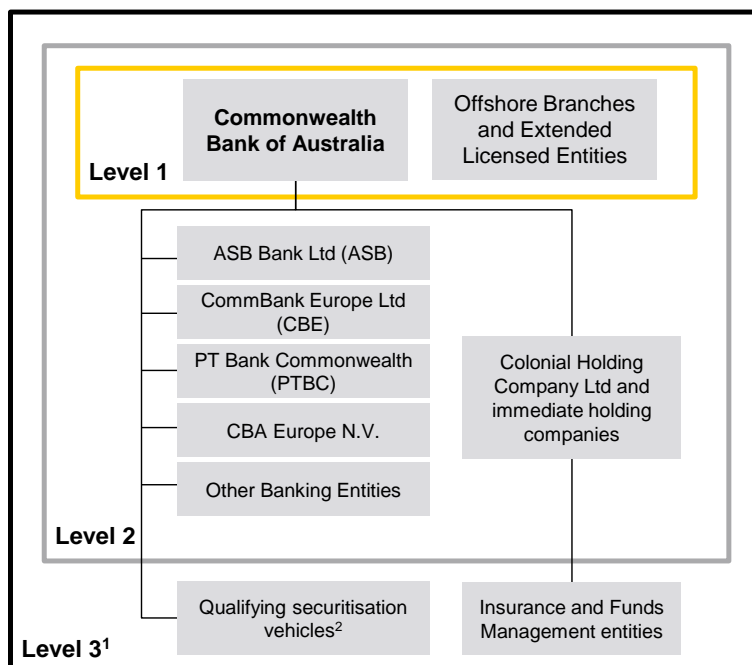 Commonwealth
Bank of Australia
Offshore Branches
and Extended
Licensed Entities
Level 1
ASB Bank Ltd (ASB)
CommBank Europe Ltd
(CBE)
PT Bank Commonwealth
(PTBC)
CBA Europe N.V.
Other Banking Entities
Colonial Holding
Company Ltd and
immediate holding
companies
Level 2
Qualifying securitisation
vehicles²
Insurance and Funds
Management entities
Level 3¹